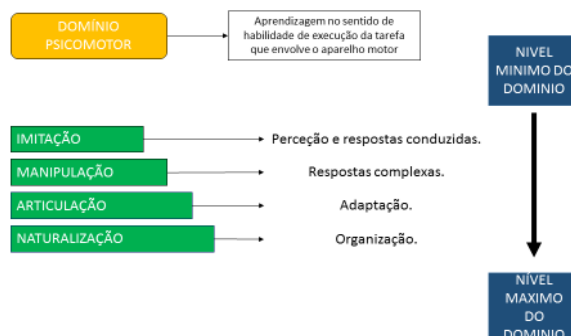 DOMÍNIO
PSICOMOTOR
Aprendizagem no sentido de
habilidade de execução da tarefa
que envolve o aparelho motor
NIVEL
MINIMO DO
DOMINIO
IMITAÇÃO
Perceção e respostas conduzidas.
MANIPULAÇÃO
Respostas complexas.
ARTICULAÇÃO
Adaptação.
NATURALIZAÇÃO
Organização.
NÍVEL
MAXIMO
DO
DOMINIO